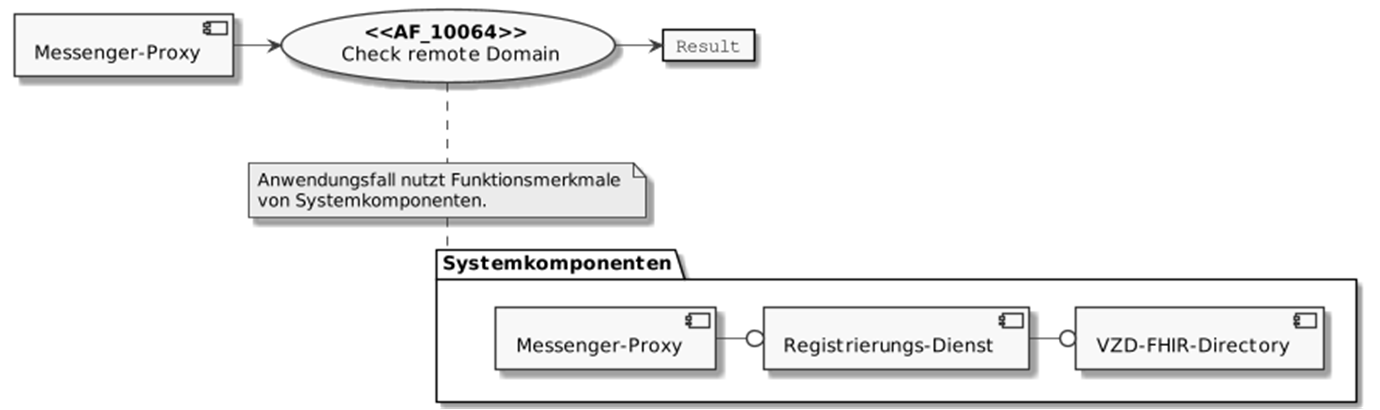 Messenger-Proxy
<<AF_10064>>
Check remote Domain
Result
Anwendungsfall nutzt Funktionsmerkmale
von Systemkomponenten.
Systemkomponenten
Messenger-Proxy
Registrierungs-Dienst
VZD-FHIR-Directory